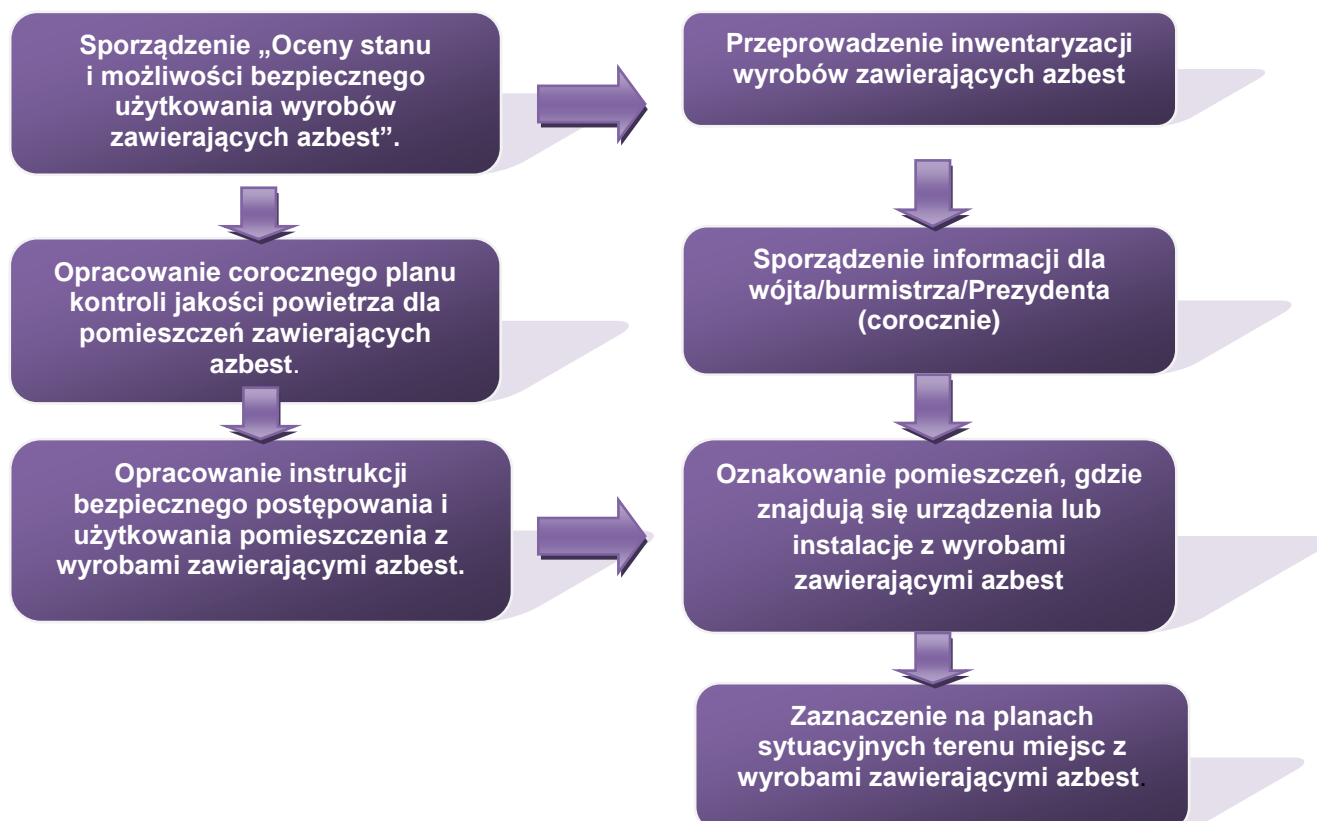 Sporządzenie „Oceny stanu
i możliwości bezpiecznego
użytkowania wyrobów
zawierających azbest”.
Przeprowadzenie inwentaryzacji
wyrobów zawierających azbest
Opracowanie corocznego planu
kontroli jakości powietrza dla
pomieszczeń zawierających
azbest.
Sporządzenie informacji dla
wójta/burmistrza/Prezydenta
(corocznie)
Opracowanie instrukcji
bezpiecznego postępowania i
użytkowania pomieszczenia z
wyrobami zawierającymi azbest.
Oznakowanie pomieszczeń, gdzie
znajdują się urządzenia lub
instalacje z wyrobami
zawierającymi azbest
Zaznaczenie na planach
sytuacyjnych terenu miejsc z
wyrobami zawierającymi azbest.